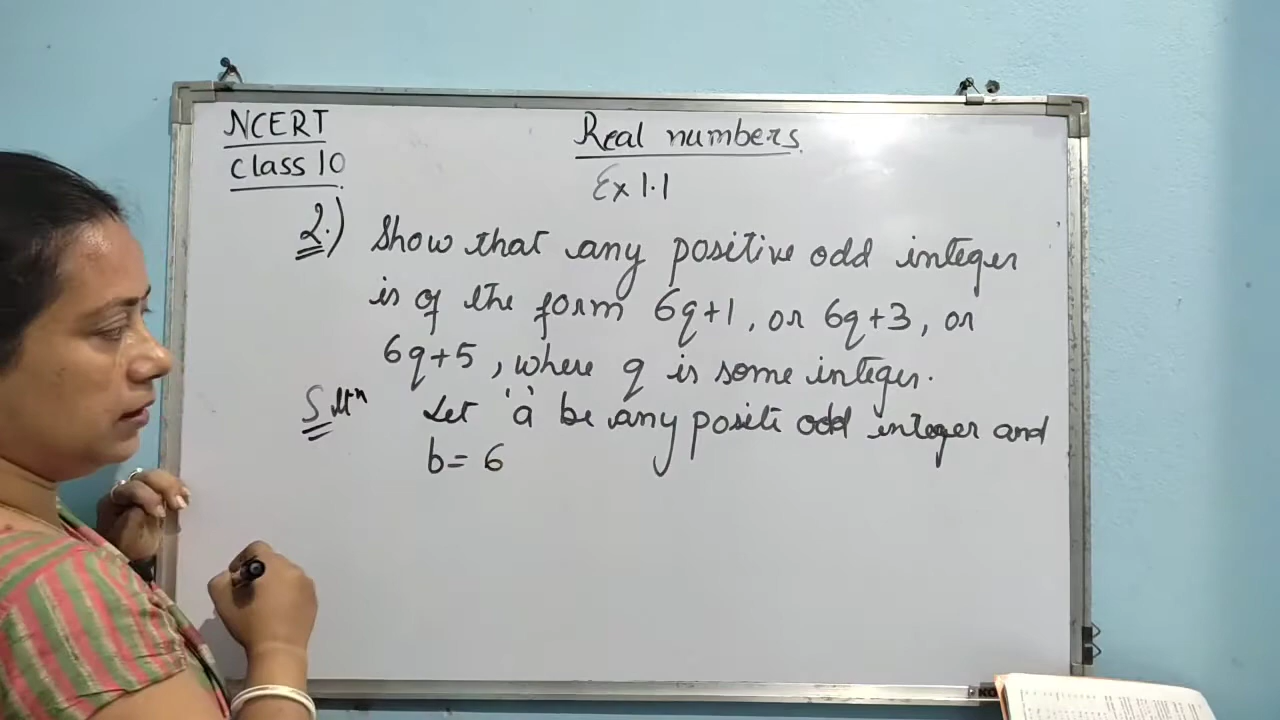 NCERT
Class 10
Real numbers.
Ex 1.1
2.) Show that any positive odd integer
is of the form 6q+1, or 6q+3, or
6q+5, where q is some integer.
Soltn Let 'a' be any positi odd integer and
b= 6